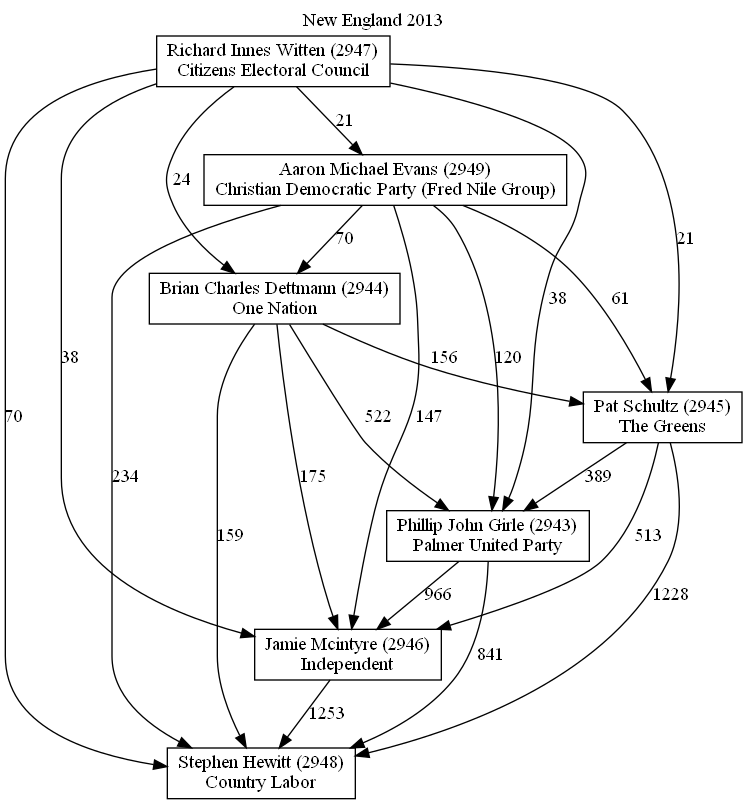 New England 2013
Richard Innes Witten (2947)
Citizens Electoral Council
21
24
Aaron Michael Evans (2949)
Christian Democratic Party (Fred Nile Group)
70
21
Brian Charles Dettmann (2944)
One Nation
38
61
38
156
120
Pat Schultz (2945)
The Greens
70
522
147
234
175
389
159
Phillip John Girle (2943)
Palmer United Party
513
966
1228
Jamie Mcintyre (2946)
Independent
841
1253
Stephen Hewitt (2948)
Country Labor